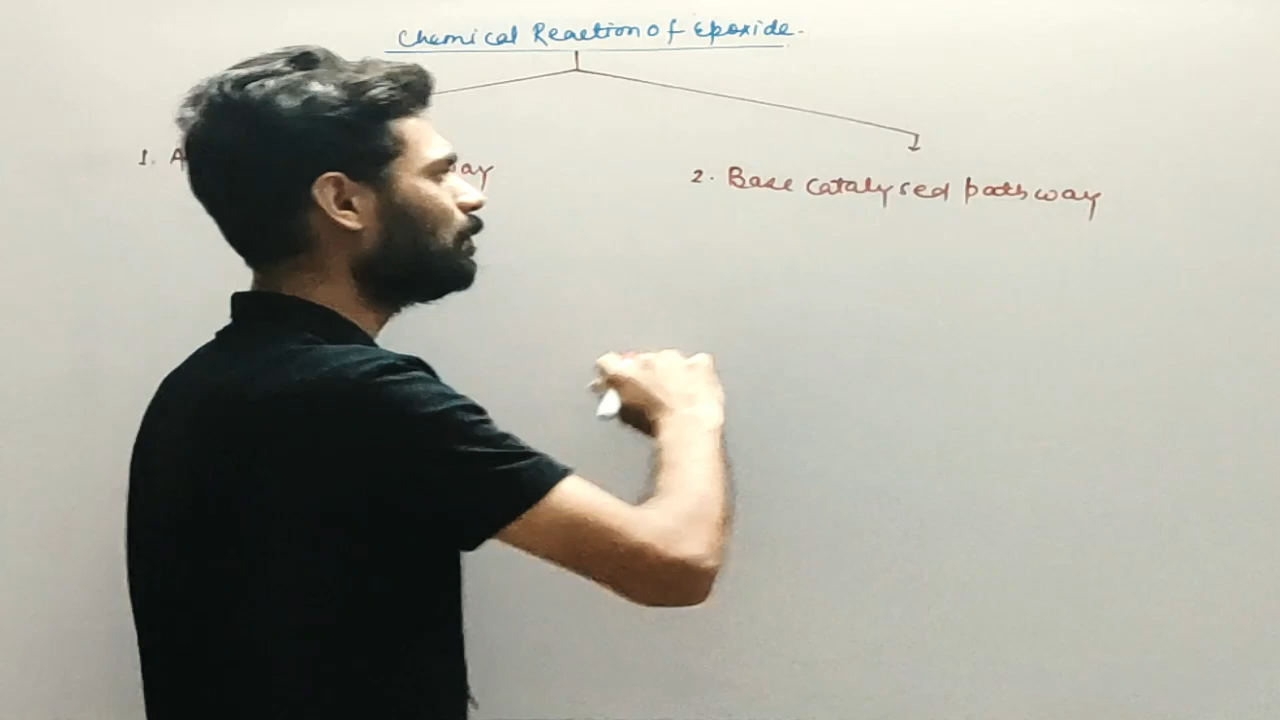 Chemical Reaction of Epoxide.
1. A
ay
2. Base catalysed pathway